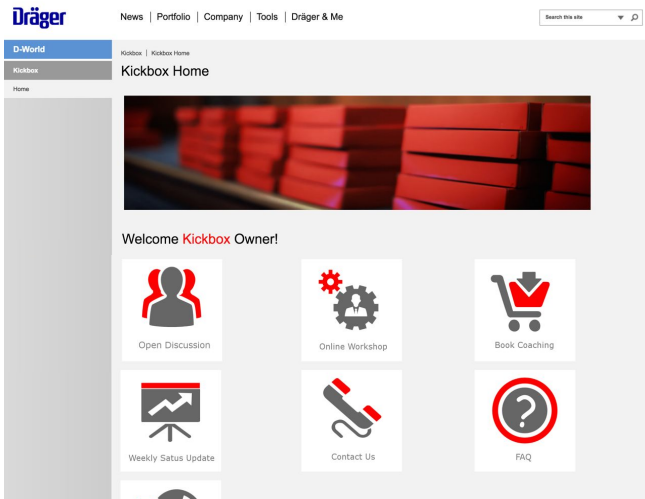 Dräger
News | Portfolio | Company | Tools | Dräger & Me
Search this site
D-World
Kickbox
Home
Kickbox | Kickbox Home
Kickbox Home
Welcome Kickbox Owner!
Open Discussion
Online Workshop
Book Coaching
Weekly Satus Update
Contact Us
FAQ